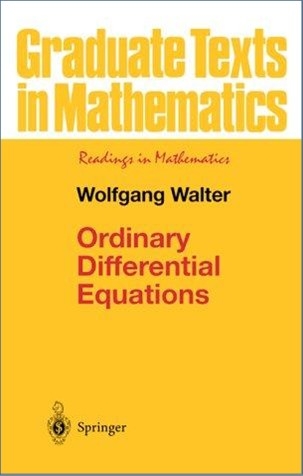 Graduate Texts
in Mathematics
Readings in Mathematics
Wolfgang Walter
Ordinary
Differential
Equations
Springer